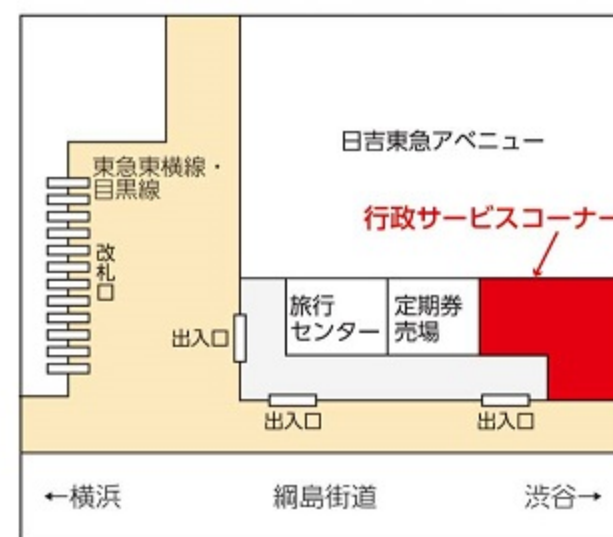 日吉東急アベニュー
東急東横線・
目黒線
行政サービスコーナー
改札口
旅行
センター
定期券
売場
出入口
出入口
出入口
←横浜
綱島街道
渋谷→